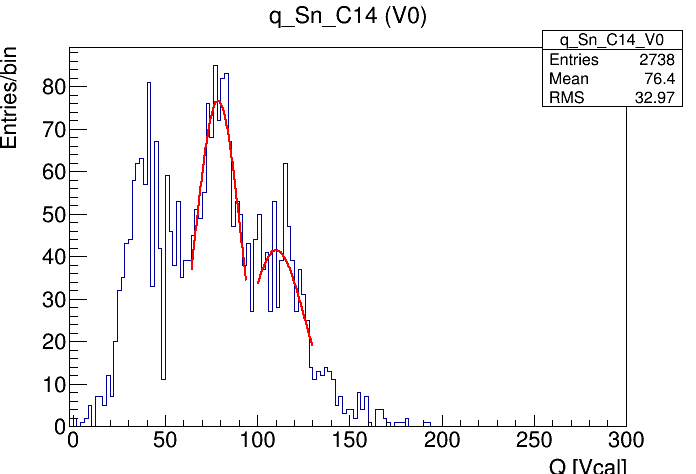 q_Sn_C14 (V0)
q_Sn_C14_V0
Entries 2738
Mean 76.4
RMS 32.97
Entries/bin
80
70
60
50
40
30
20
10
0
0 50 100 150 200 250 300
Q [Vcal]